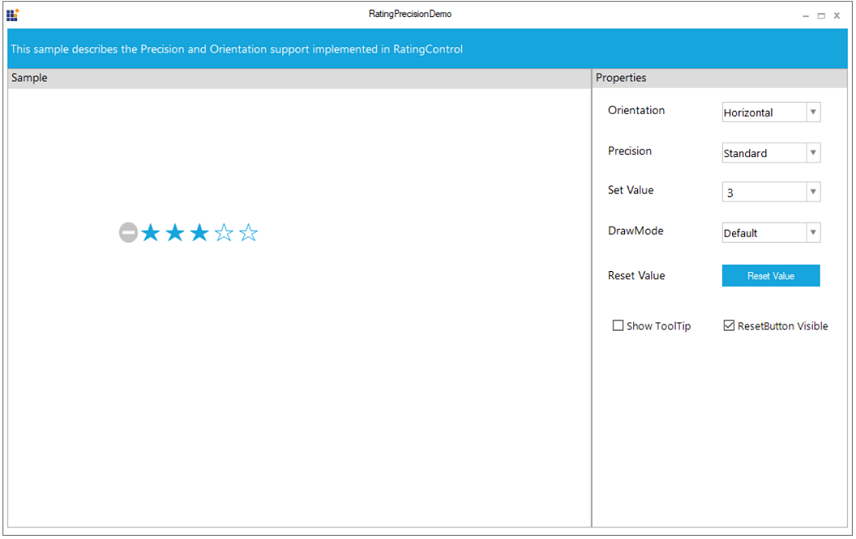 RatingPrecisionDemo
This sample describes the Precision and Orientation support implemented in RatingControl
Sample
Properties
Orientation
Horizontal
Precision
Standard
Set Value
3
DrawMode
Default
Reset Value
Reset Value
Show ToolTip
ResetButton Visible